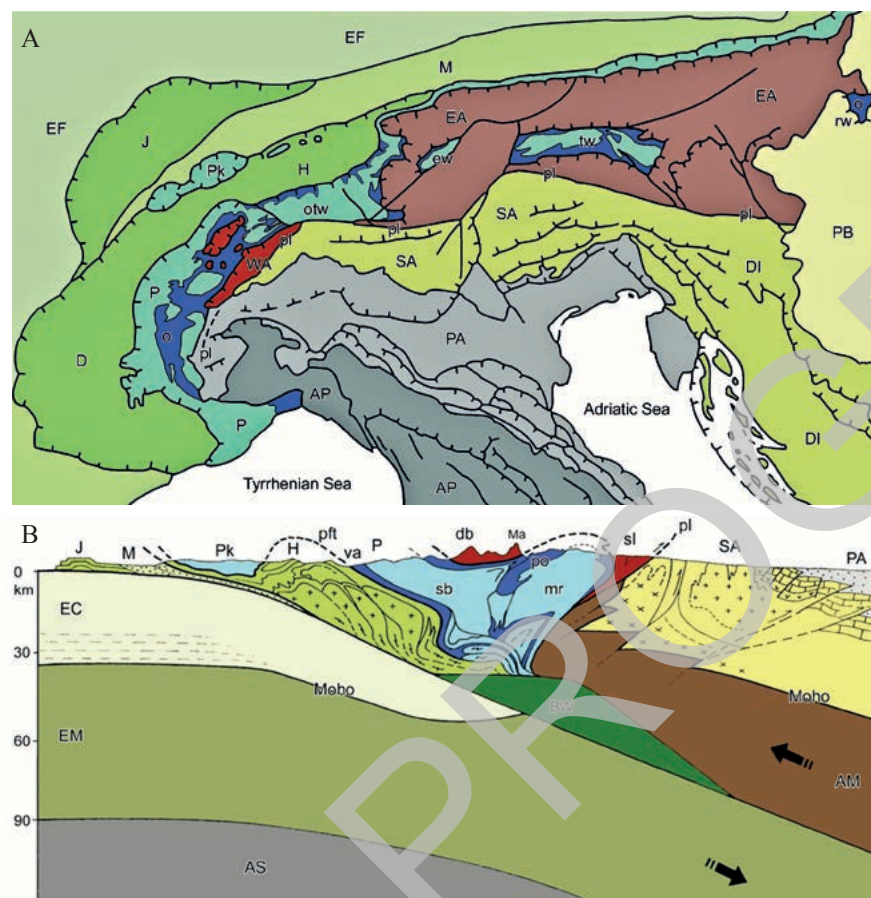 A
EF
M
EF
J
EA
EA
o
rw
Pk
H
ew
tw
pl
otw
pl
pl
SA
PB
pl
WA
SA
DI
P
o
pl
PA
D
AP
Adriatic Sea
P
DI
Tyrrhenian Sea
AP
B
J M Pk H pft va P db Ma sl pl SA PA
0
km
po
sb
mr
EC
30
Moho
Moho
BW
EM
60
AM
90
AS
PROO